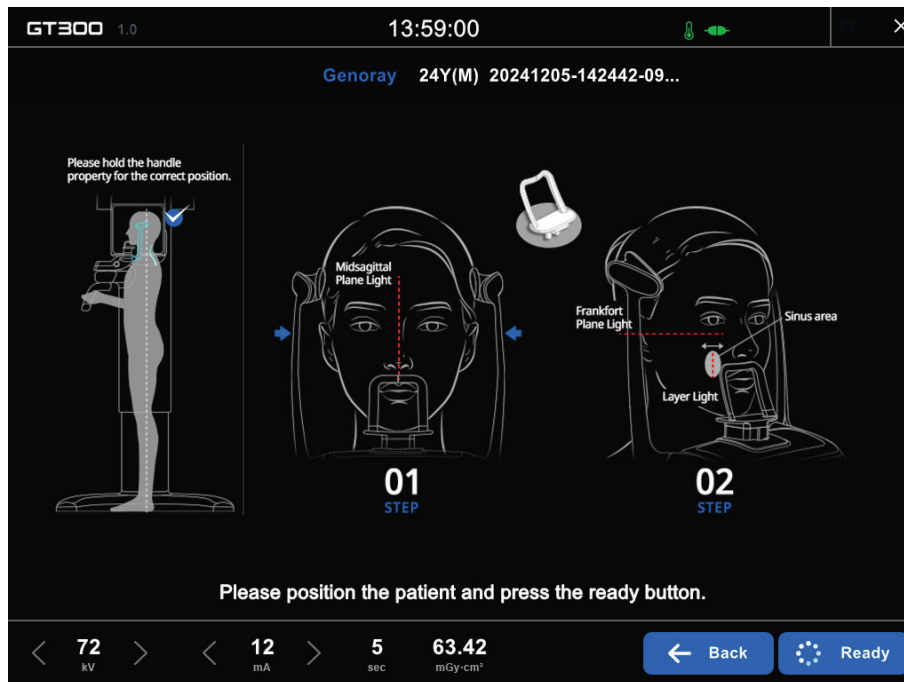 GT300 1.0
13:59:00
Genoray 24Y(M) 20241205-142442-09...
Please hold the handle
property for the correct position.
Midsagittal
Plane Light
01
STEP
Frankfort
Plane Light
Sinus area
Layer Light
02
STEP
Please position the patient and press the ready button.
72
kV
12
mA
5
sec
63.42
mGy·cm²
Back
Ready